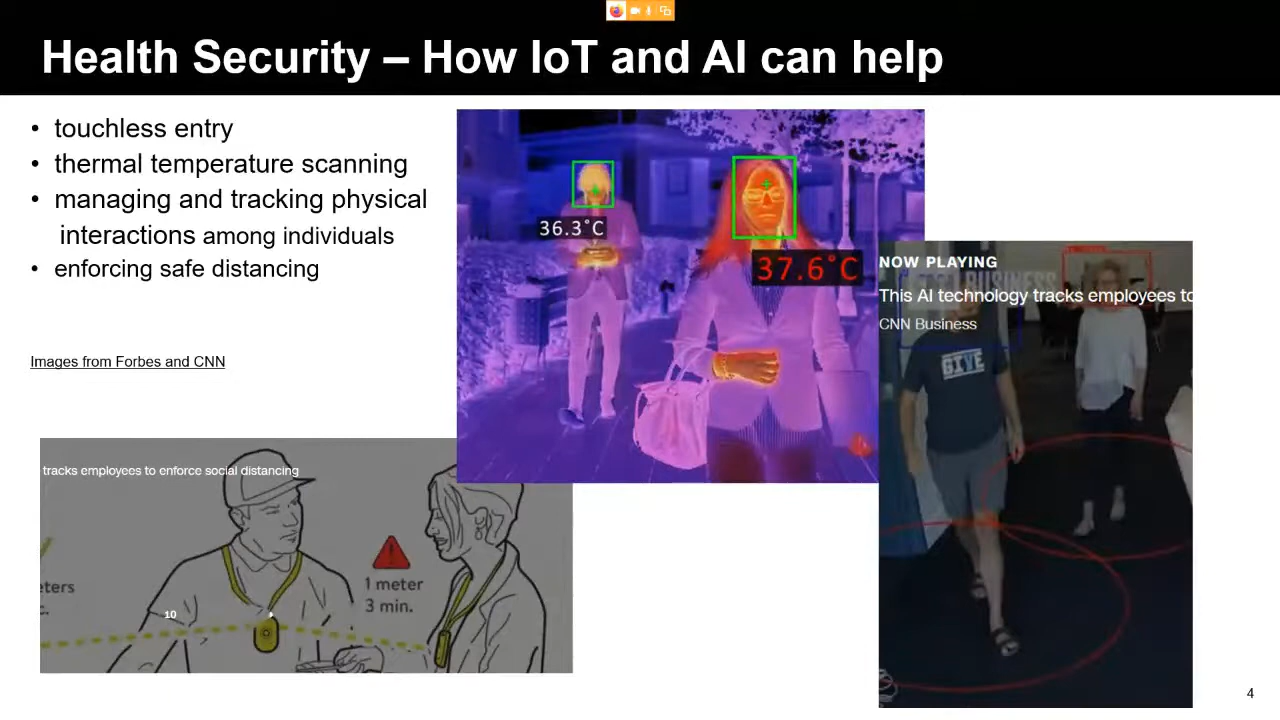 Health Security – How IoT and AI can help
• touchless entry
• thermal temperature scanning
• managing and tracking physical
interactions among individuals
• enforcing safe distancing
Images from Forbes and CNN
36.3°C
37.6°C
NOW PLAYING
This AI technology tracks employees to
CNN Business
GIVE
tracks employees to enforce social distancing
1 meter
3 min.
10
4